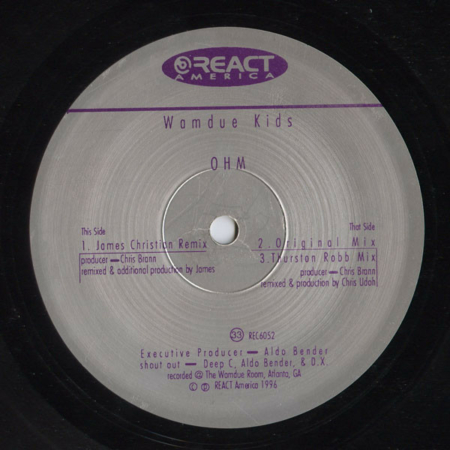 REACT
AMERICA
Wamdue Kids
OHM
This Side
1. James Christian Remix
producer — Chris Brann
remixed & additional production by James
That Side
2. Original Mix
3. Thurston Robb Mix
producer — Chris Brann
remixed & production by Chris Udoh
33 REC6052
Executive Producer — Aldo Bender
shout out — Deep C, Aldo Bender, & D.X.
recorded @ The Wamdue Room, Atlanta, GA
© ℗ REACT America 1996